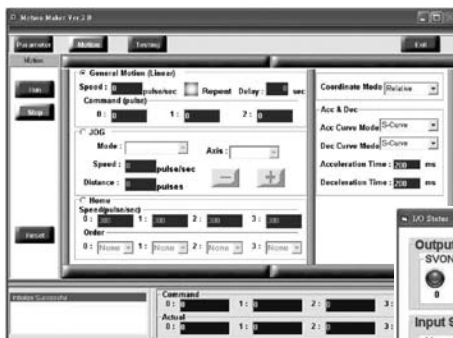 Motion Maker Ver.2.0
Parameter Motion Testing Exit
Motion
Run
Stop
Reset
General Motion (Linear)
Speed : 0 pulse/sec Repeat Delay : 0 sec
Command (pulse)
0 : 0 1 : 0 2 : 0
JOG
Mode : Axis :
Speed : 0 pulse/sec
Distance : 0 pulses
− +
Home
Speed(pulse/sec)
0 : 300 1 : 300 2 : 300 3 : 300
Order
0 : None 1 : None 2 : None 3 : None
Coordinate Mode Relative
Acc & Dec
Acc Curve Mode S-Curve
Dec Curve Mode S-Curve
Acceleration Time : 200 ms
Deceleration Time : 200 ms
Initialize Successful
Command
0 : 0 1 : 0 2 : 0 3 :
Actual
0 : 0 1 : 0 2 : 0 3 :
I/O Status
Output
SVON
0
Input S